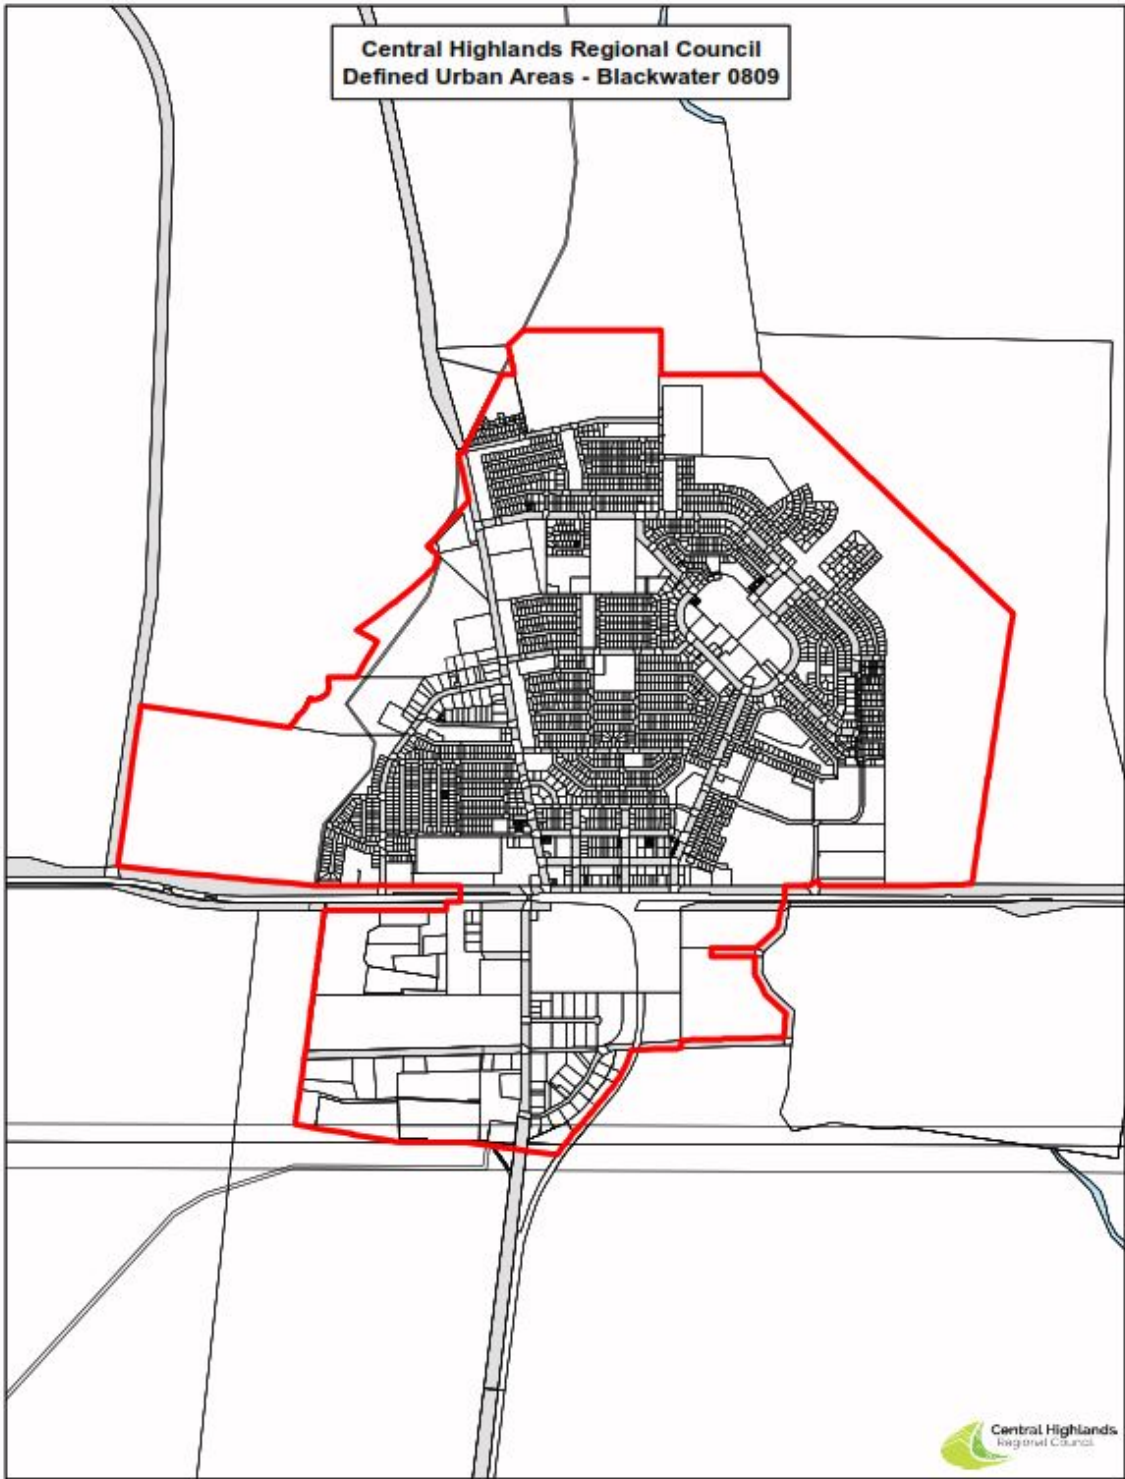 Central Highlands Regional Council
Defined Urban Areas - Blackwater 0809
Central Highlands
Regional Council